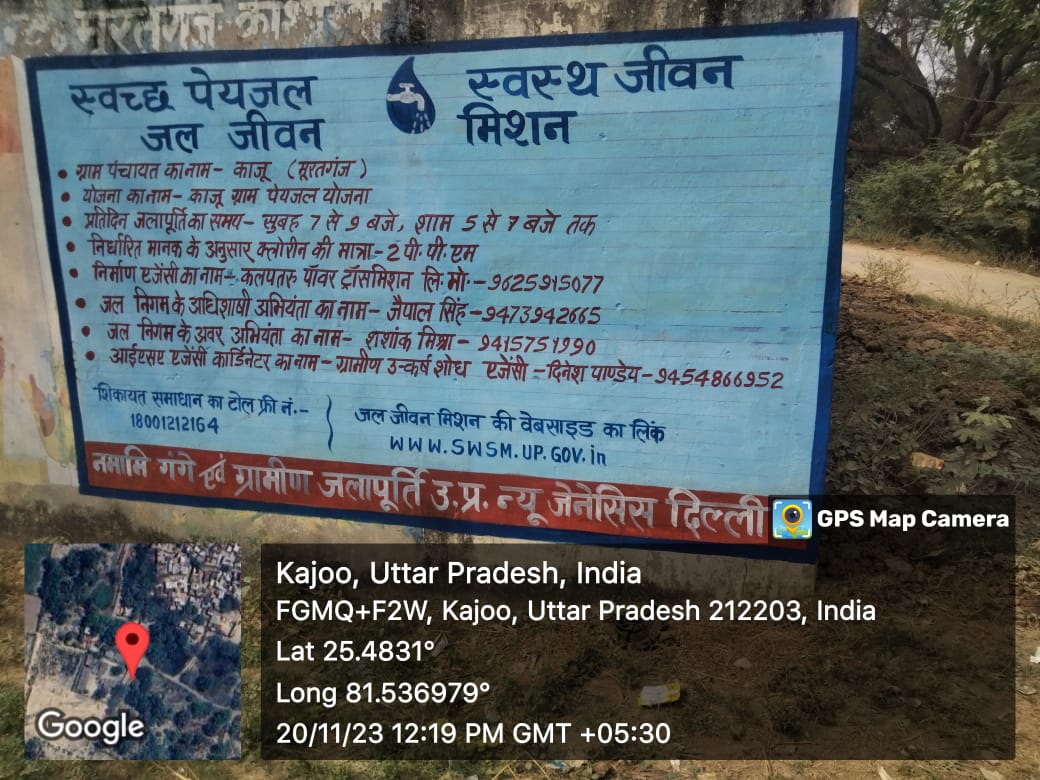 मूरतगंज
स्वच्छ पेयजल स्वस्थ जीवन
जल जीवन मिशन
• ग्राम पंचायत का नाम- काजू (मूरतगंज)
• योजना का नाम- काजू ग्राम पेयजल योजना
• प्रतिदिन जलापूर्ति का समय- सुबह 7 से 9 बजे, शाम 5 से 7 बजे तक
• निर्धारित मानक के अनुसार क्लोरीन की मात्रा- 2 पी.पी.एम
• निर्माण एजेंसी का नाम- कलपतरु पॉवर ट्रॉसमिशन लि. मो.-9625915077
• जल निगम के अधिशाषी अभियंता का नाम- जैपाल सिंह-9473942665
• जल निगम के अवर अभियंता का नाम- शशांक मिश्रा- 9415751990
• आईएसए एजेंसी कार्डिनेटर का नाम- ग्रामीण उत्कर्ष शोध एजेंसी -दिनेश पाण्डेय-9454866952
शिकायत समाधान का टोल फ्री नं.-
18001212164
जल जीवन मिशन की वेबसाइड का लिंक
WWW.SWSM.UP.GOV.in
नमामि गंगे एवं ग्रामीण जलापूर्ति उ.प्र. न्यू जेनेसिस दिल्ली
GPS Map Camera
Kajoo, Uttar Pradesh, India
FGMQ+F2W, Kajoo, Uttar Pradesh 212203, India
Lat 25.4831°
Long 81.536979°
20/11/23 12:19 PM GMT +05:30
Google